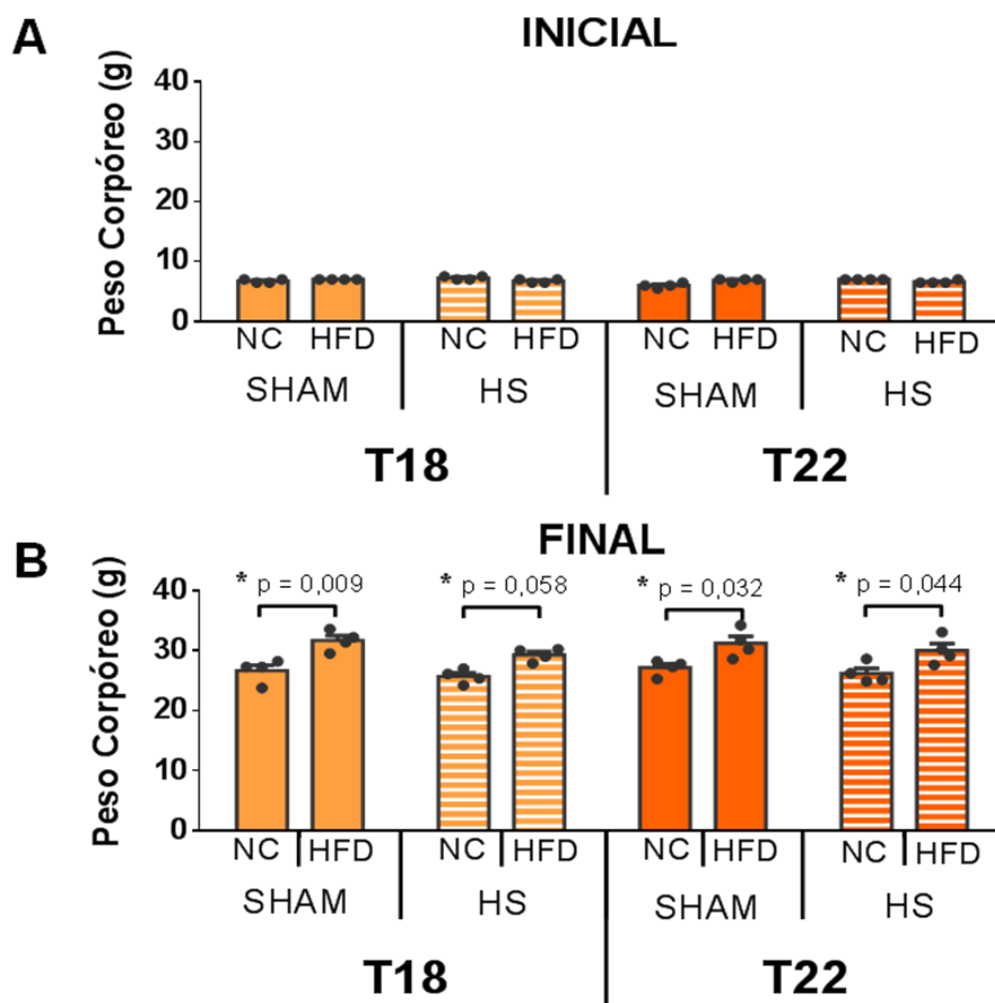 A
INICIAL
Peso Corpóreo (g)
40
30
20
10
0
NC HFD NC HFD NC HFD NC HFD
SHAM HS SHAM HS
T18 T22
B
FINAL
Peso Corpóreo (g)
* p = 0,009 * p = 0,058 * p = 0,032 * p = 0,044
40
30
20
10
0
NC HFD NC HFD NC HFD NC HFD
SHAM HS SHAM HS
T18 T22